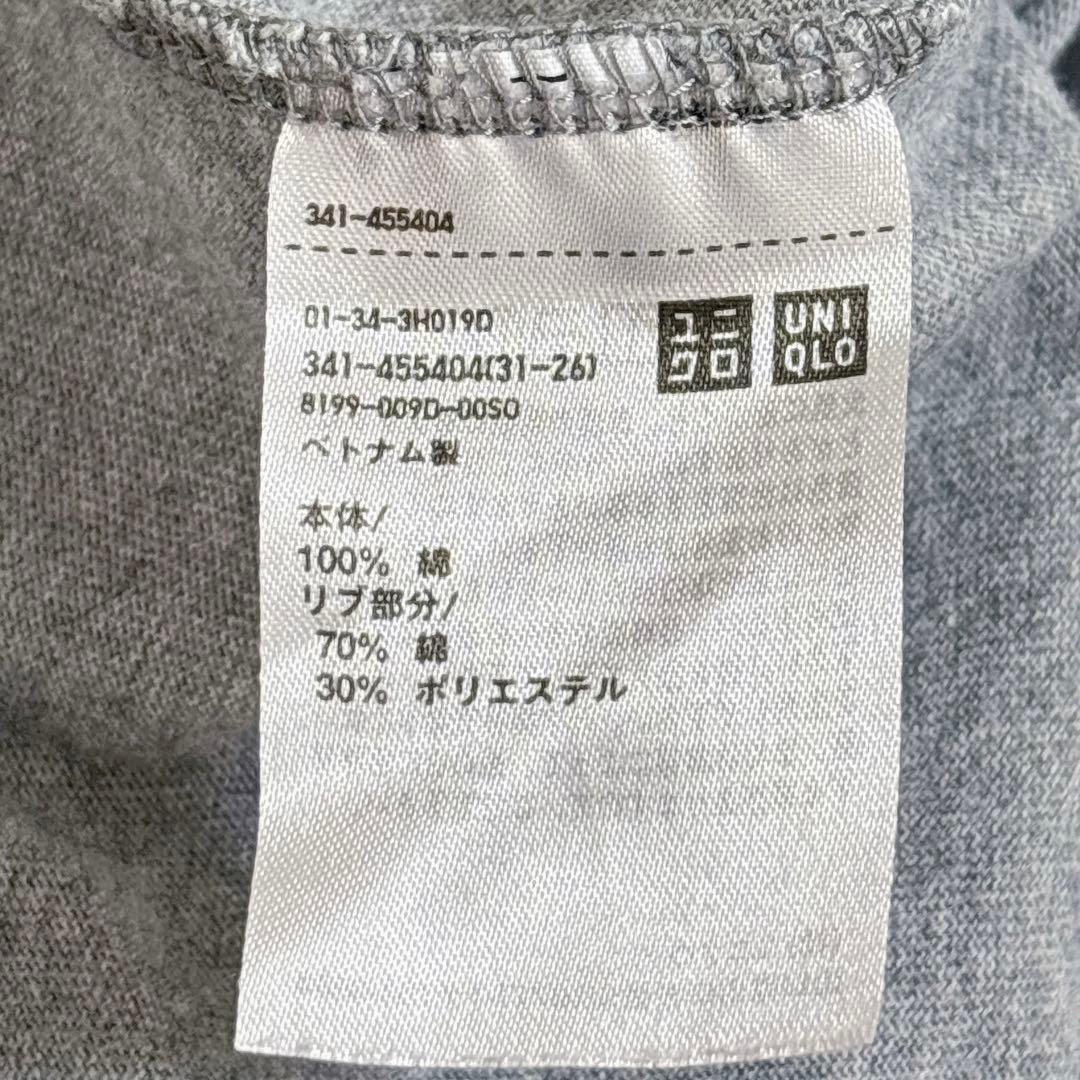 341-455404
01-34-3H019D
341-455404(31-26)
8199-009D-00SO
ユニ
クロ
UNI
QLO
ベトナム製
本体/
100% 綿
リブ部分/
70% 綿
30% ポリエステル